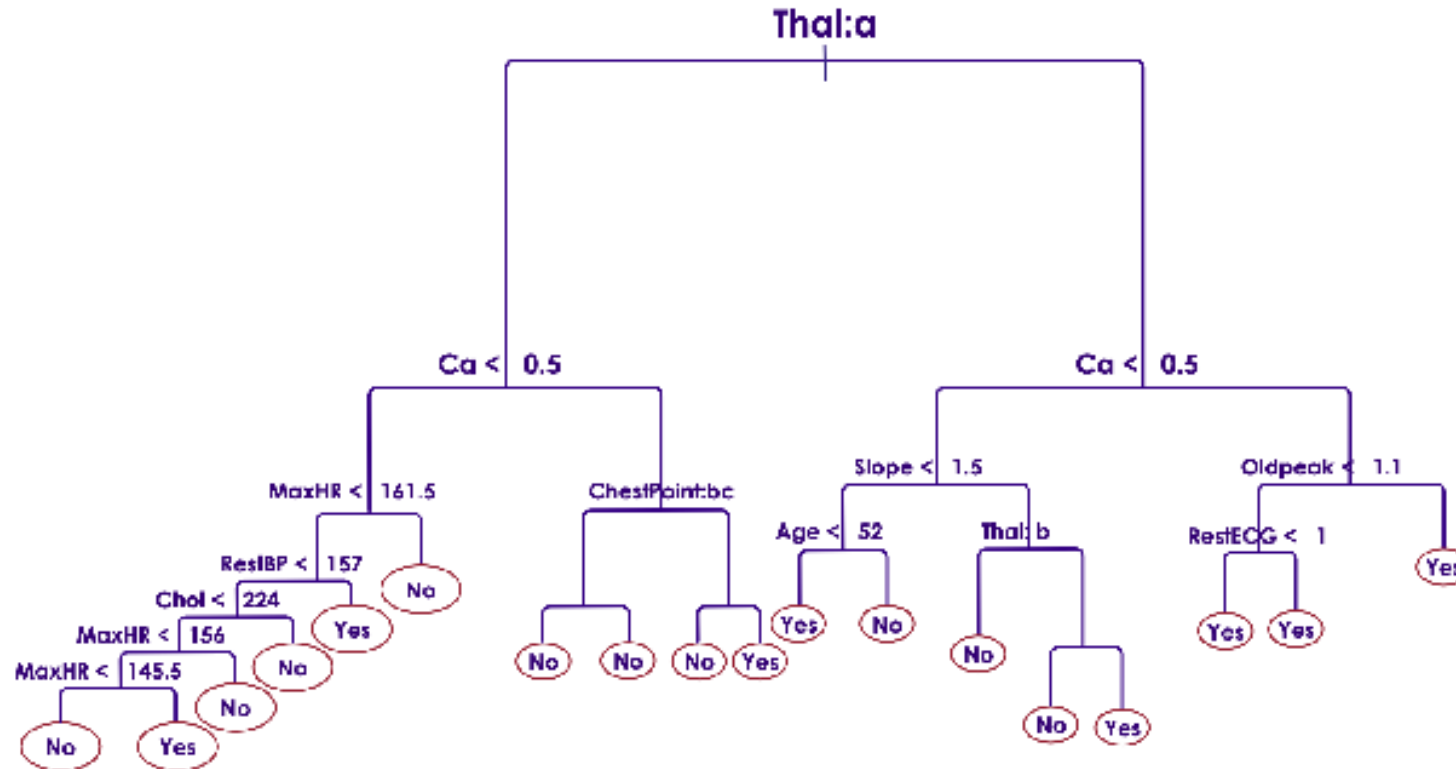 Thal:a
Ca < 0.5
Ca < 0.5
Slope < 1.5
Oldpeak < 1.1
MaxHR < 161.5
ChestPaint:bc
Age < 52
Thal: b
RestECG < 1
RestBP < 157
Yes
No
Chol < 224
Yes
No
Yes
Yes
MaxHR < 156
Yes
No
No
No
No
No
Yes
MaxHR < 145.5
No
No
Yes
No
Yes